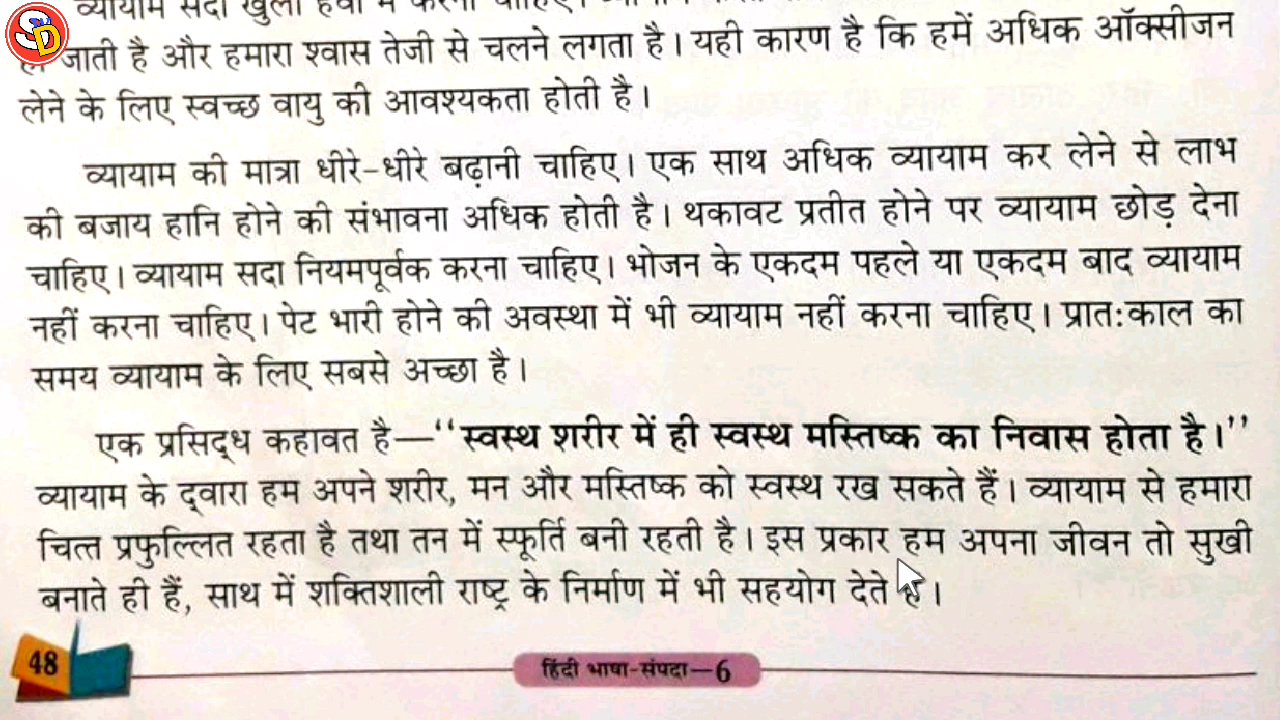 व्यायाम सदा खुली हवा में करना चाहिए।
जाती है और हमारा श्वास तेजी से चलने लगता है। यही कारण है कि हमें अधिक ऑक्सीजन
लेने के लिए स्वच्छ वायु की आवश्यकता होती है।
व्यायाम की मात्रा धीरे-धीरे बढ़ानी चाहिए। एक साथ अधिक व्यायाम कर लेने से लाभ
की बजाय हानि होने की संभावना अधिक होती है। थकावट प्रतीत होने पर व्यायाम छोड़ देना
चाहिए। व्यायाम सदा नियमपूर्वक करना चाहिए। भोजन के एकदम पहले या एकदम बाद व्यायाम
नहीं करना चाहिए। पेट भारी होने की अवस्था में भी व्यायाम नहीं करना चाहिए। प्रात:काल का
समय व्यायाम के लिए सबसे अच्छा है।
एक प्रसिद्ध कहावत है—“स्वस्थ शरीर में ही स्वस्थ मस्तिष्क का निवास होता है।”
व्यायाम के द्वारा हम अपने शरीर, मन और मस्तिष्क को स्वस्थ रख सकते हैं। व्यायाम से हमारा
चित्त प्रफुल्लित रहता है तथा तन में स्फूर्ति बनी रहती है। इस प्रकार हम अपना जीवन तो सुखी
बनाते ही हैं, साथ में शक्तिशाली राष्ट्र के निर्माण में भी सहयोग देते हैं।
48
हिंदी भाषा-संपदा—6